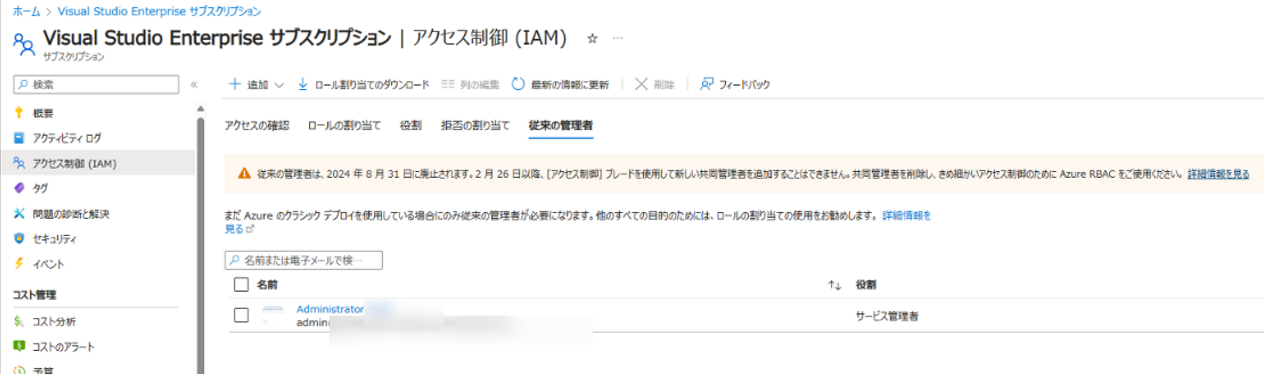 ホーム > Visual Studio Enterprise サブスクリプション
Visual Studio Enterprise サブスクリプション | アクセス制御 (IAM) ☆ …
サブスクリプション
検索 «
概要
アクティビティ ログ
アクセス制御 (IAM)
タグ
問題の診断と解決
セキュリティ
イベント
コスト管理
コスト分析
コストのアラート
予算
追加 ロール割り当てのダウンロード 列の編集 最新の情報に更新 削除 フィードバック
アクセスの確認 ロールの割り当て 役割 拒否の割り当て 従来の管理者
従来の管理者は、2024 年 8 月 31 日に廃止されます。2 月 26 日以降、[アクセス制御] ブレードを使用して新しい共同管理者を追加することはできません。共同管理者を削除し、きめ細かいアクセス制御のために Azure RBAC をご使用ください。 詳細情報を見る
まだ Azure のクラシック デプロイを使用している場合にのみ従来の管理者が必要になります。他のすべての目的のためには、ロールの割り当ての使用をお勧めします。 詳細情報を
見る
名前または電子メールで検…
名前 ↑↓ 役割
Administrator
admin サービス管理者